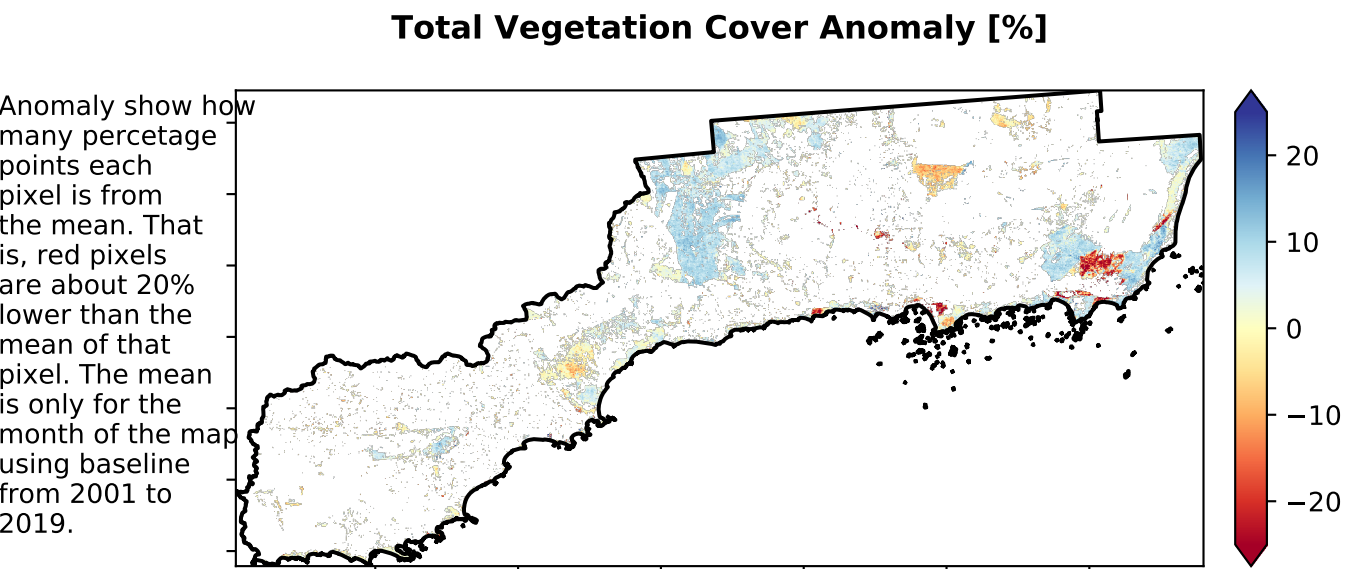 Total Vegetation Cover Anomaly [%]
Anomaly show how
many percetage
points each
pixel is from
the mean. That
is, red pixels
are about 20%
lower than the
mean of that
pixel. The mean
is only for the
month of the map
using baseline
from 2001 to
2019.
20
10
0
−10
−20